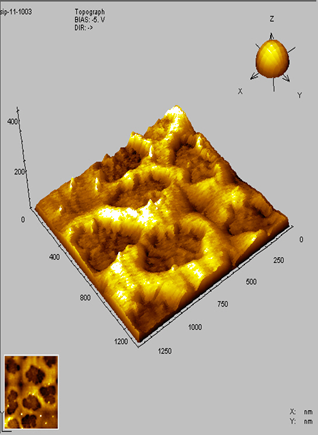 sip-11-1003
Topograph
BIAS: -5, V
DIR: ->
Z
X
Y
400
200
0
400
800
1200
0
250
500
750
1000
1250
X: nm
Y: nm